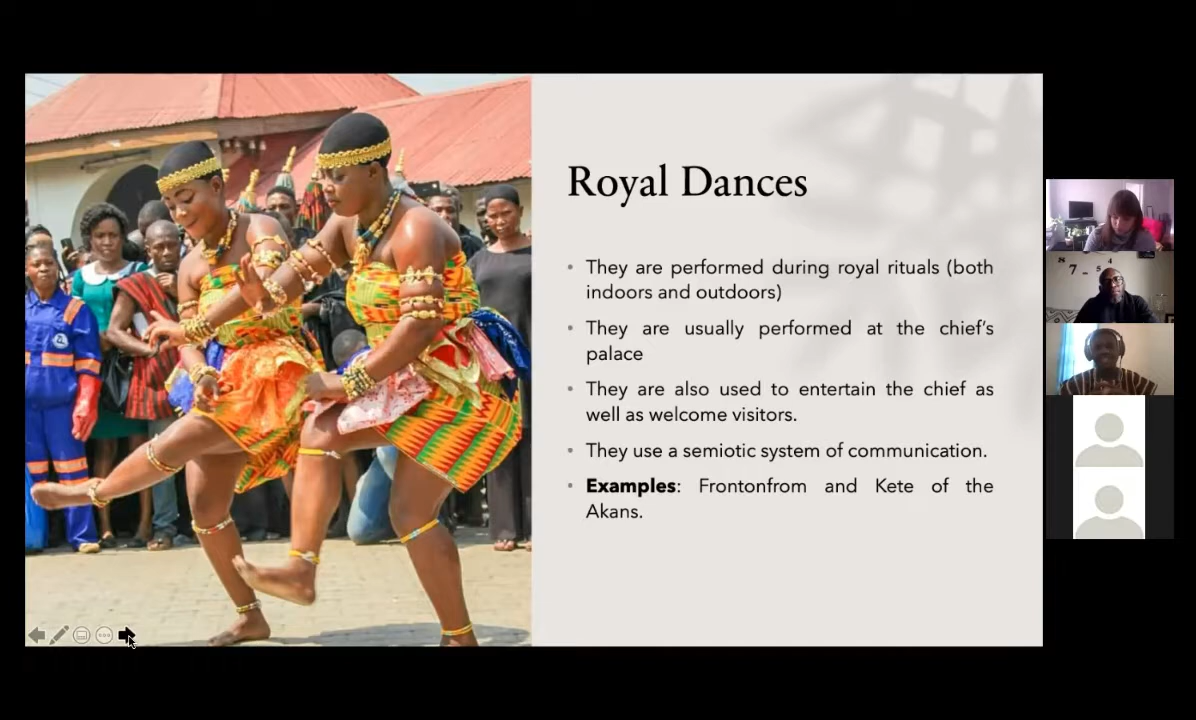 Royal Dances
• They are performed during royal rituals (both
indoors and outdoors)
• They are usually performed at the chief's
palace
• They are also used to entertain the chief as
well as welcome visitors.
• They use a semiotic system of communication.
• Examples: Frontonfrom and Kete of the
Akans.